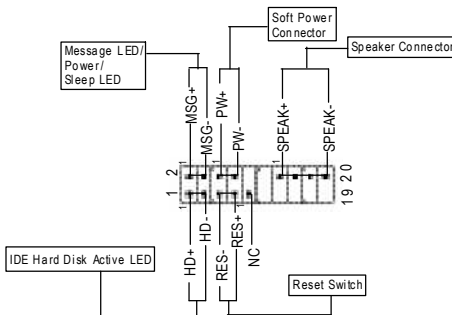 Soft Power
Connector
Message LED/
Power/
Sleep LED
Speaker Connector
MSG+
MSG-
PW+
PW-
SPEAK+
SPEAK-
1
1
1
2
20
1
19
1
1
HD+
HD-
RES-
RES+
NC
IDE Hard Disk Active LED
Reset Switch